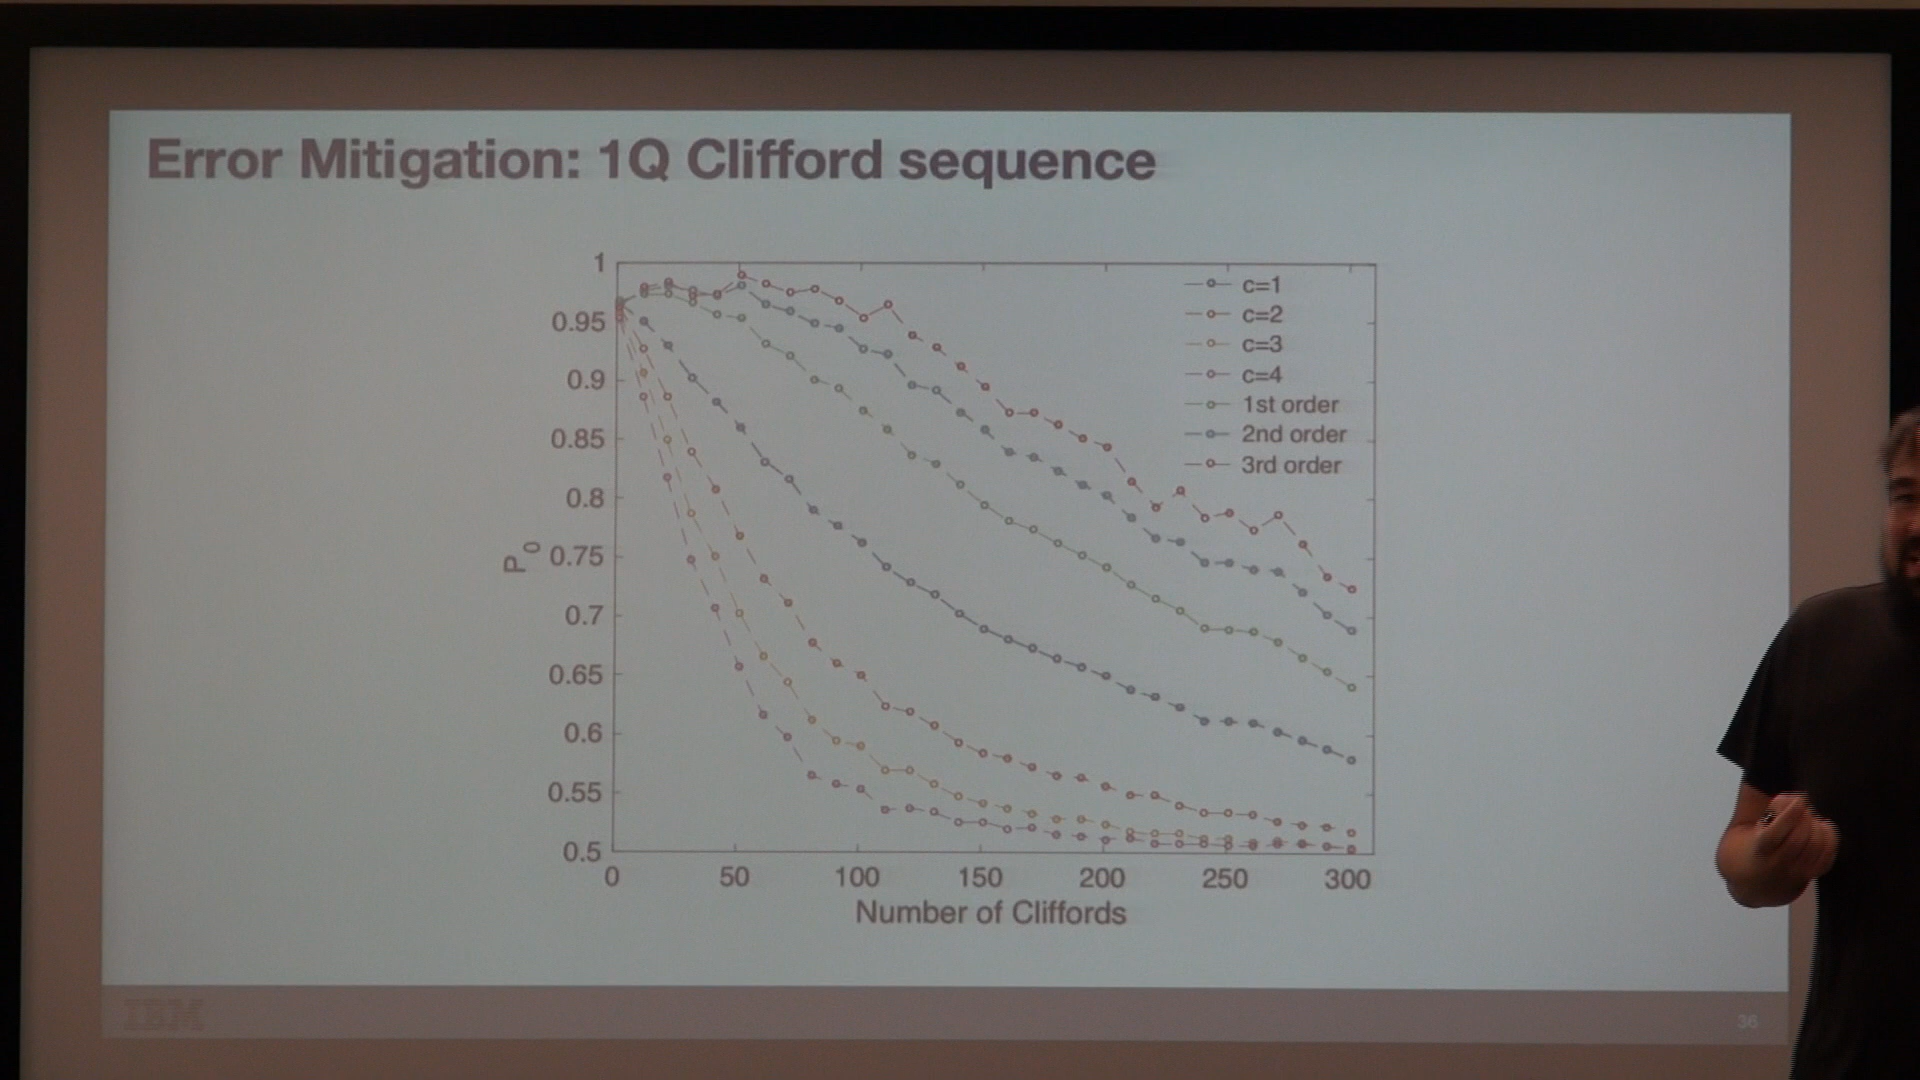 Error Mitigation: 1Q Clifford sequence
1
0.95
0.9
0.85
0.8
0.75
0.7
0.65
0.6
0.55
0.5
P0
c=1
c=2
c=3
c=4
1st order
2nd order
3rd order
0 50 100 150 200 250 300
Number of Cliffords
IBM
36